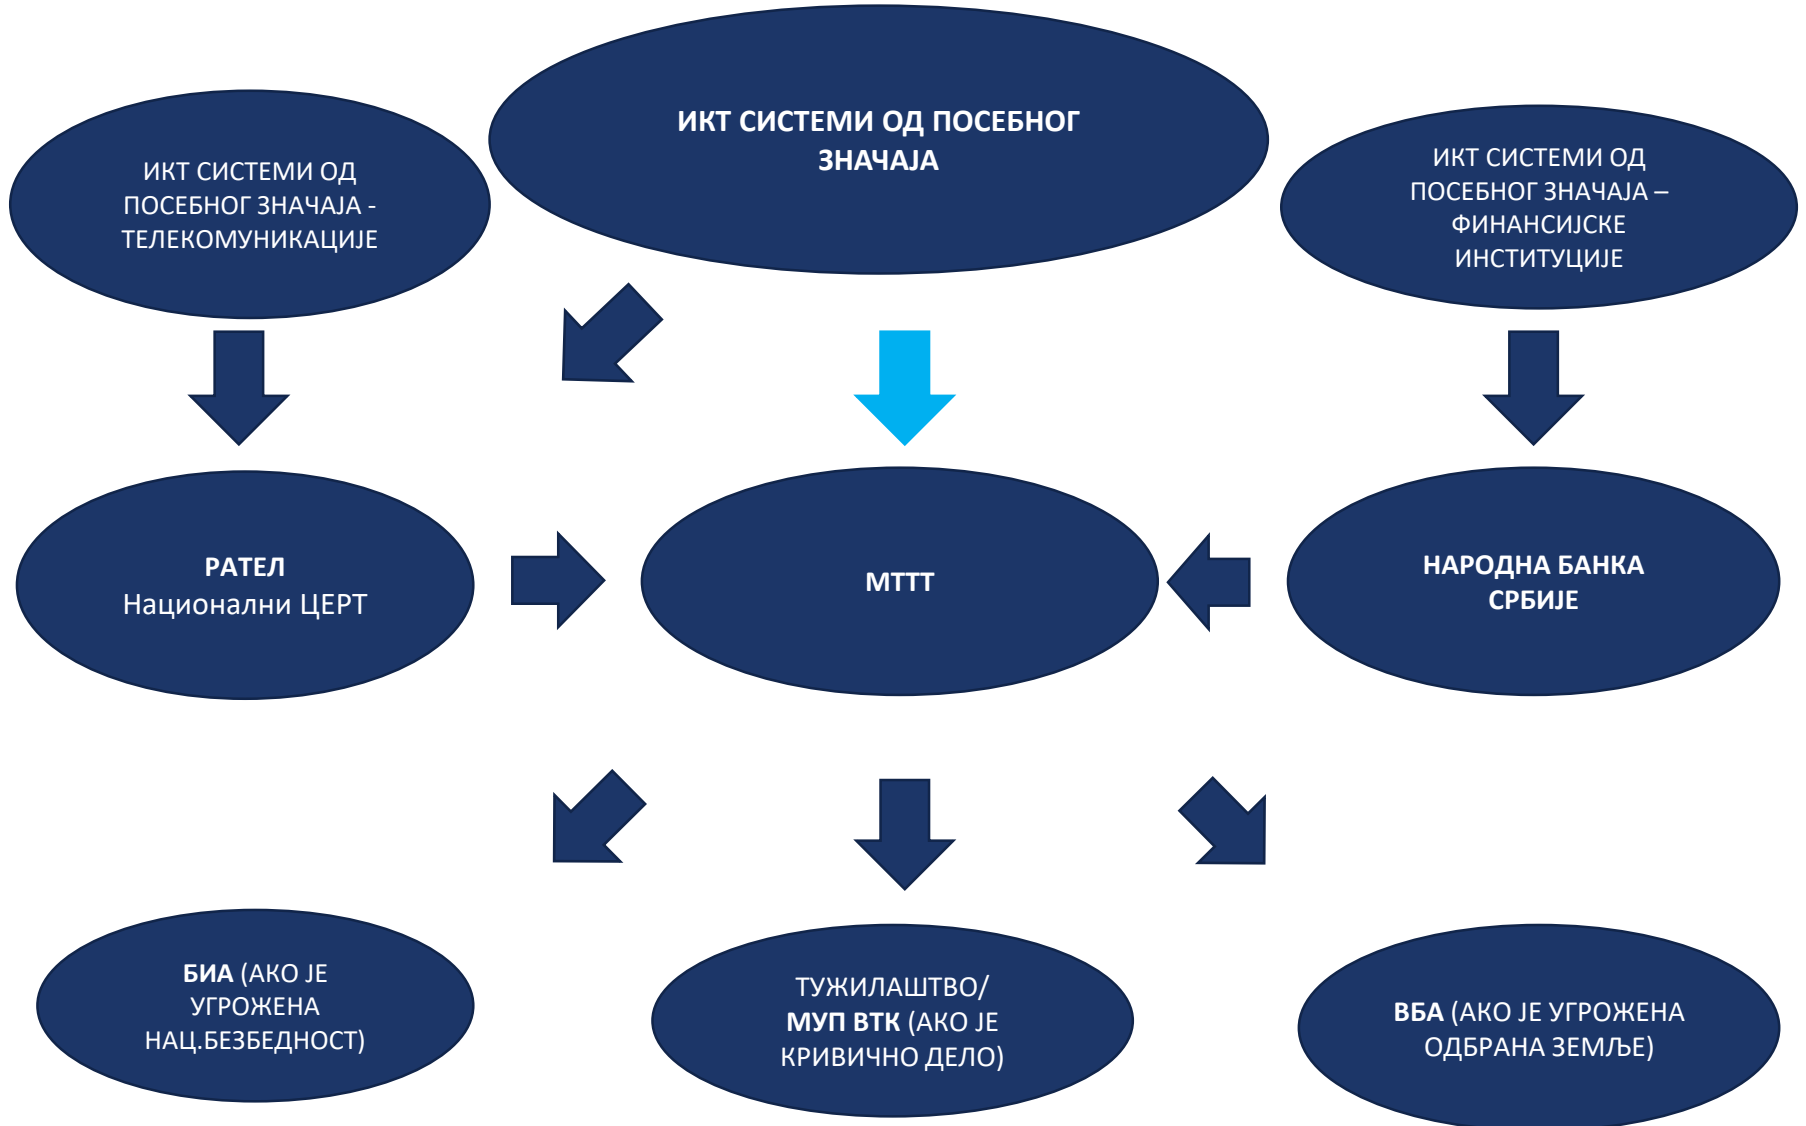 ИКТ СИСТЕМИ ОД ПОСЕБНОГ
ЗНАЧАЈА
ИКТ СИСТЕМИ ОД
ПОСЕБНОГ ЗНАЧАЈА -
ТЕЛЕКОМУНИКАЦИЈЕ
ИКТ СИСТЕМИ ОД
ПОСЕБНОГ ЗНАЧАЈА –
ФИНАНСИЈСКЕ
ИНСТИТУЦИЈЕ
РАТЕЛ
Национални ЦЕРТ
МТТТ
НАРОДНА БАНКА
СРБИЈЕ
БИА (АКО ЈЕ
УГРОЖЕНА
НАЦ.БЕЗБЕДНОСТ)
ТУЖИЛАШТВО/
МУП ВТК (АКО ЈЕ
КРИВИЧНО ДЕЛО)
ВБА (АКО ЈЕ УГРОЖЕНА
ОДБРАНА ЗЕМЉЕ)